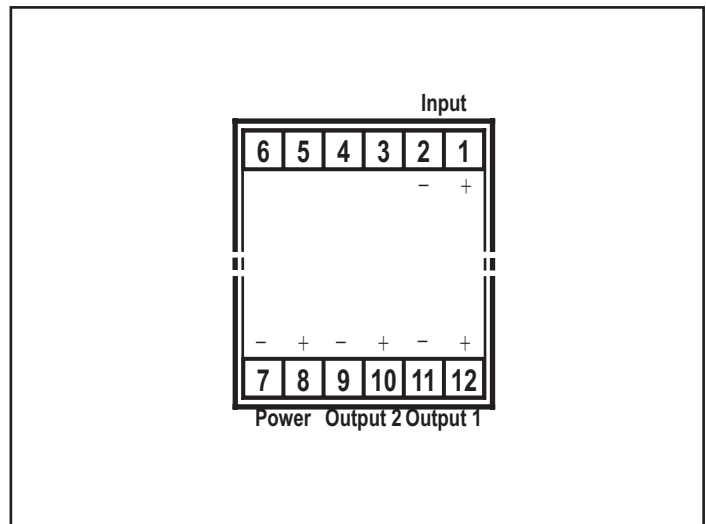 Input
6 5 4 3 2 1
− +
− + − + − +
7 8 9 10 11 12
Power Output 2 Output 1